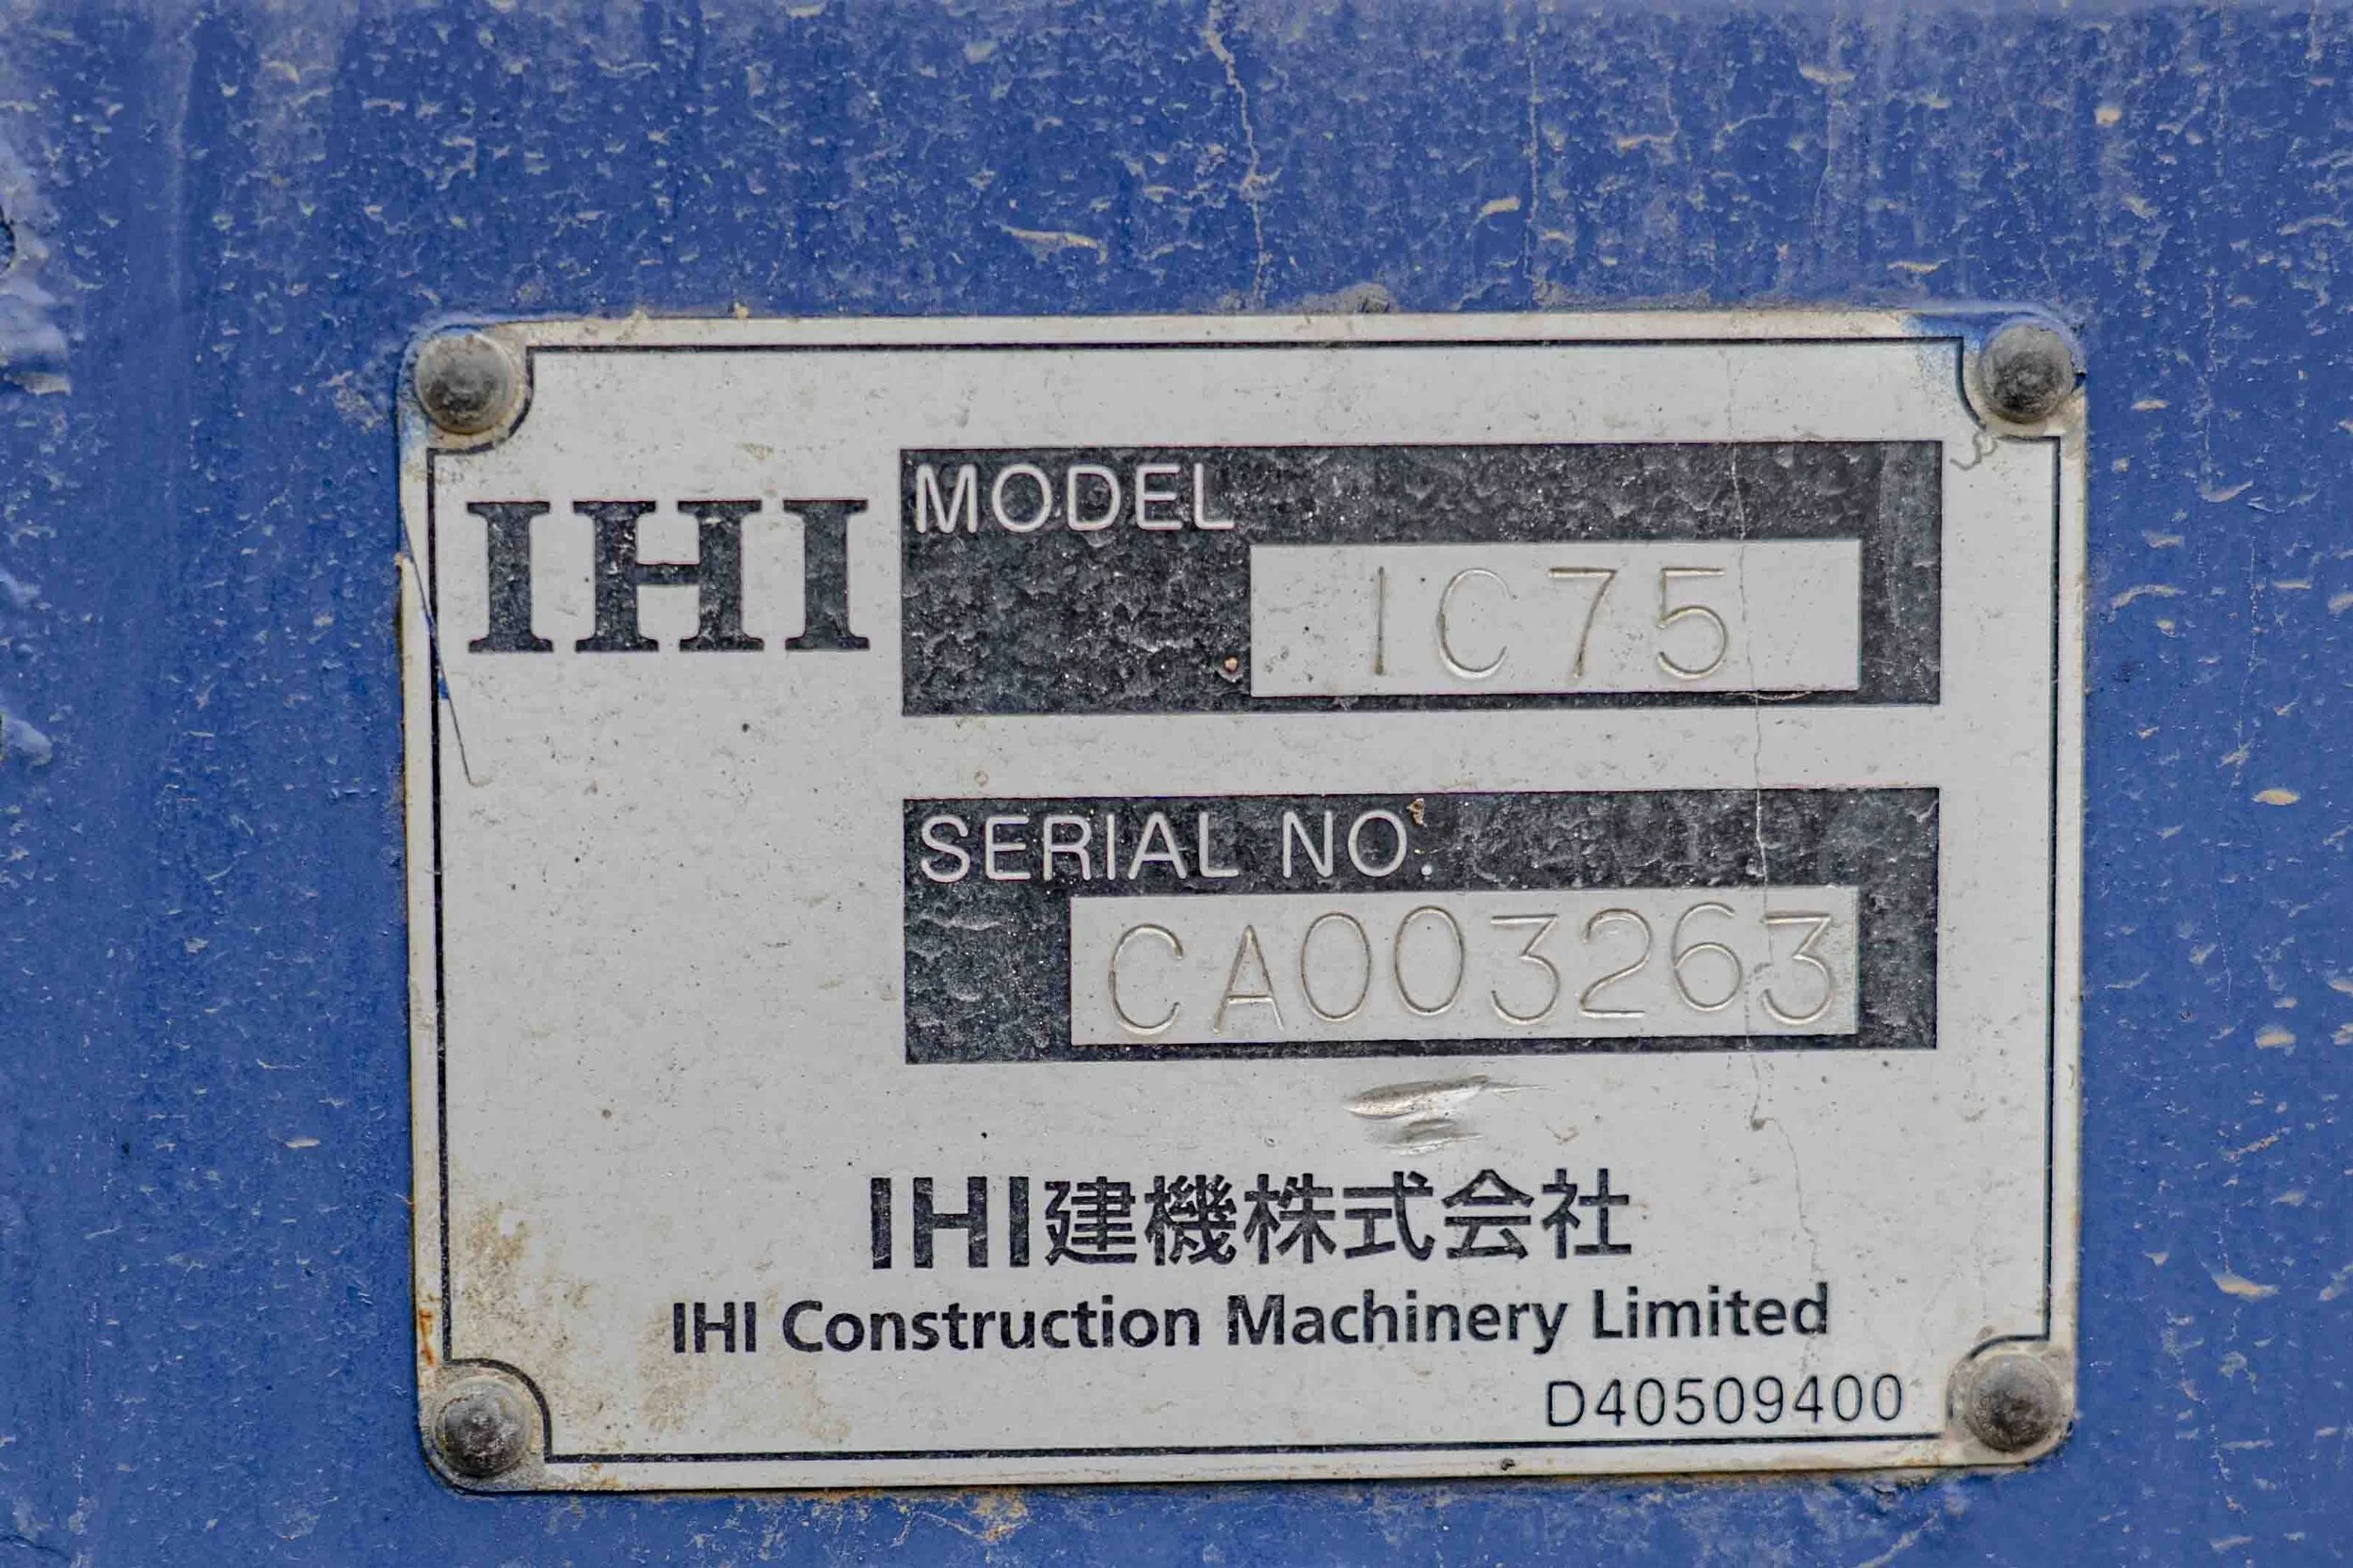 IHI
MODEL
IC75
SERIAL NO.
CA003263
IHI建機株式会社
IHI Construction Machinery Limited
D40509400